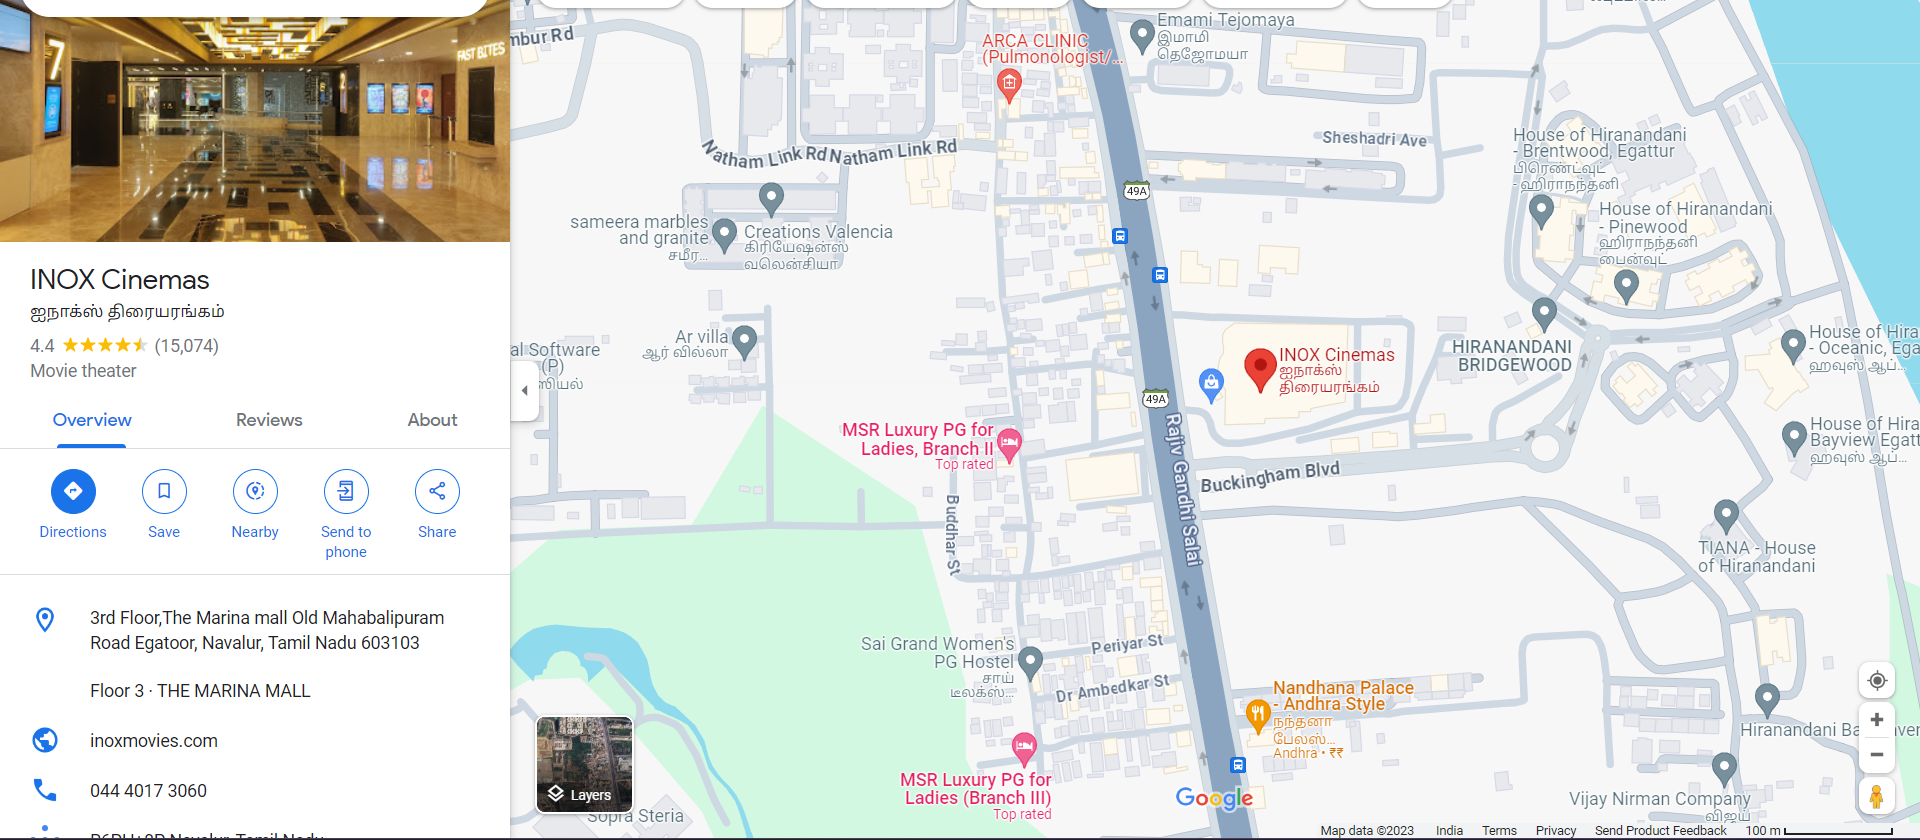 FAST BITES
INOX Cinemas
ஐநாக்ஸ் திரையரங்கம்
4.4 (15,074)
Movie theater
Overview
Reviews
About
Directions
Save
Nearby
Send to
phone
Share
3rd Floor,The Marina mall Old Mahabalipuram
Road Egatoor, Navalur, Tamil Nadu 603103
Floor 3 · THE MARINA MALL
inoxmovies.com
044 4017 3060
Navalur, Tamil Nadu
mbur Rd
ARCA CLINIC
(Pulmonologist/...
Emami Tejomaya
இமாமி
தெஜோமயா
Natham Link Rd
Natham Link Rd
Sheshadri Ave
49A
House of Hiranandani
- Brentwood, Egattur
பிரெண்ட்வுட்
- ஹிராநந்தனி
House of Hiranandani
- Pinewood
ஹிராநந்தனி
பைன்வுட்
sameera marbles
and granite
சமீர...
Creations Valencia
கிரியேஷன்ஸ்
வலென்சியா
Ar villa
ஆர் வில்லா
al Software
(P)
ஸியல்
INOX Cinemas
ஐநாக்ஸ்
திரையரங்கம்
HIRANANDANI
BRIDGEWOOD
House of Hira
- Oceanic, Ega
ஹவுஸ் ஆப்...
49A
House of Hira
Bayview Egatt
ஹவுஸ் ஆப்...
MSR Luxury PG for
Ladies, Branch II
Top rated
Rajiv Gandhi Salai
Buckingham Blvd
Buddhar St
TIANA - House
of Hiranandani
Sai Grand Women's
PG Hostel
சாய்
டீலக்ஸ்...
Periyar St
Dr Ambedkar St
Nandhana Palace
- Andhra Style
நந்தனா
பேலஸ்...
Andhra • ₹₹
Hiranandani Ba
ver
MSR Luxury PG for
Ladies (Branch III)
Top rated
Vijay Nirman Company
விஜய்
Layers
Sopra Steria
Google
Map data ©2023 India Terms Privacy Send Product Feedback 100 m